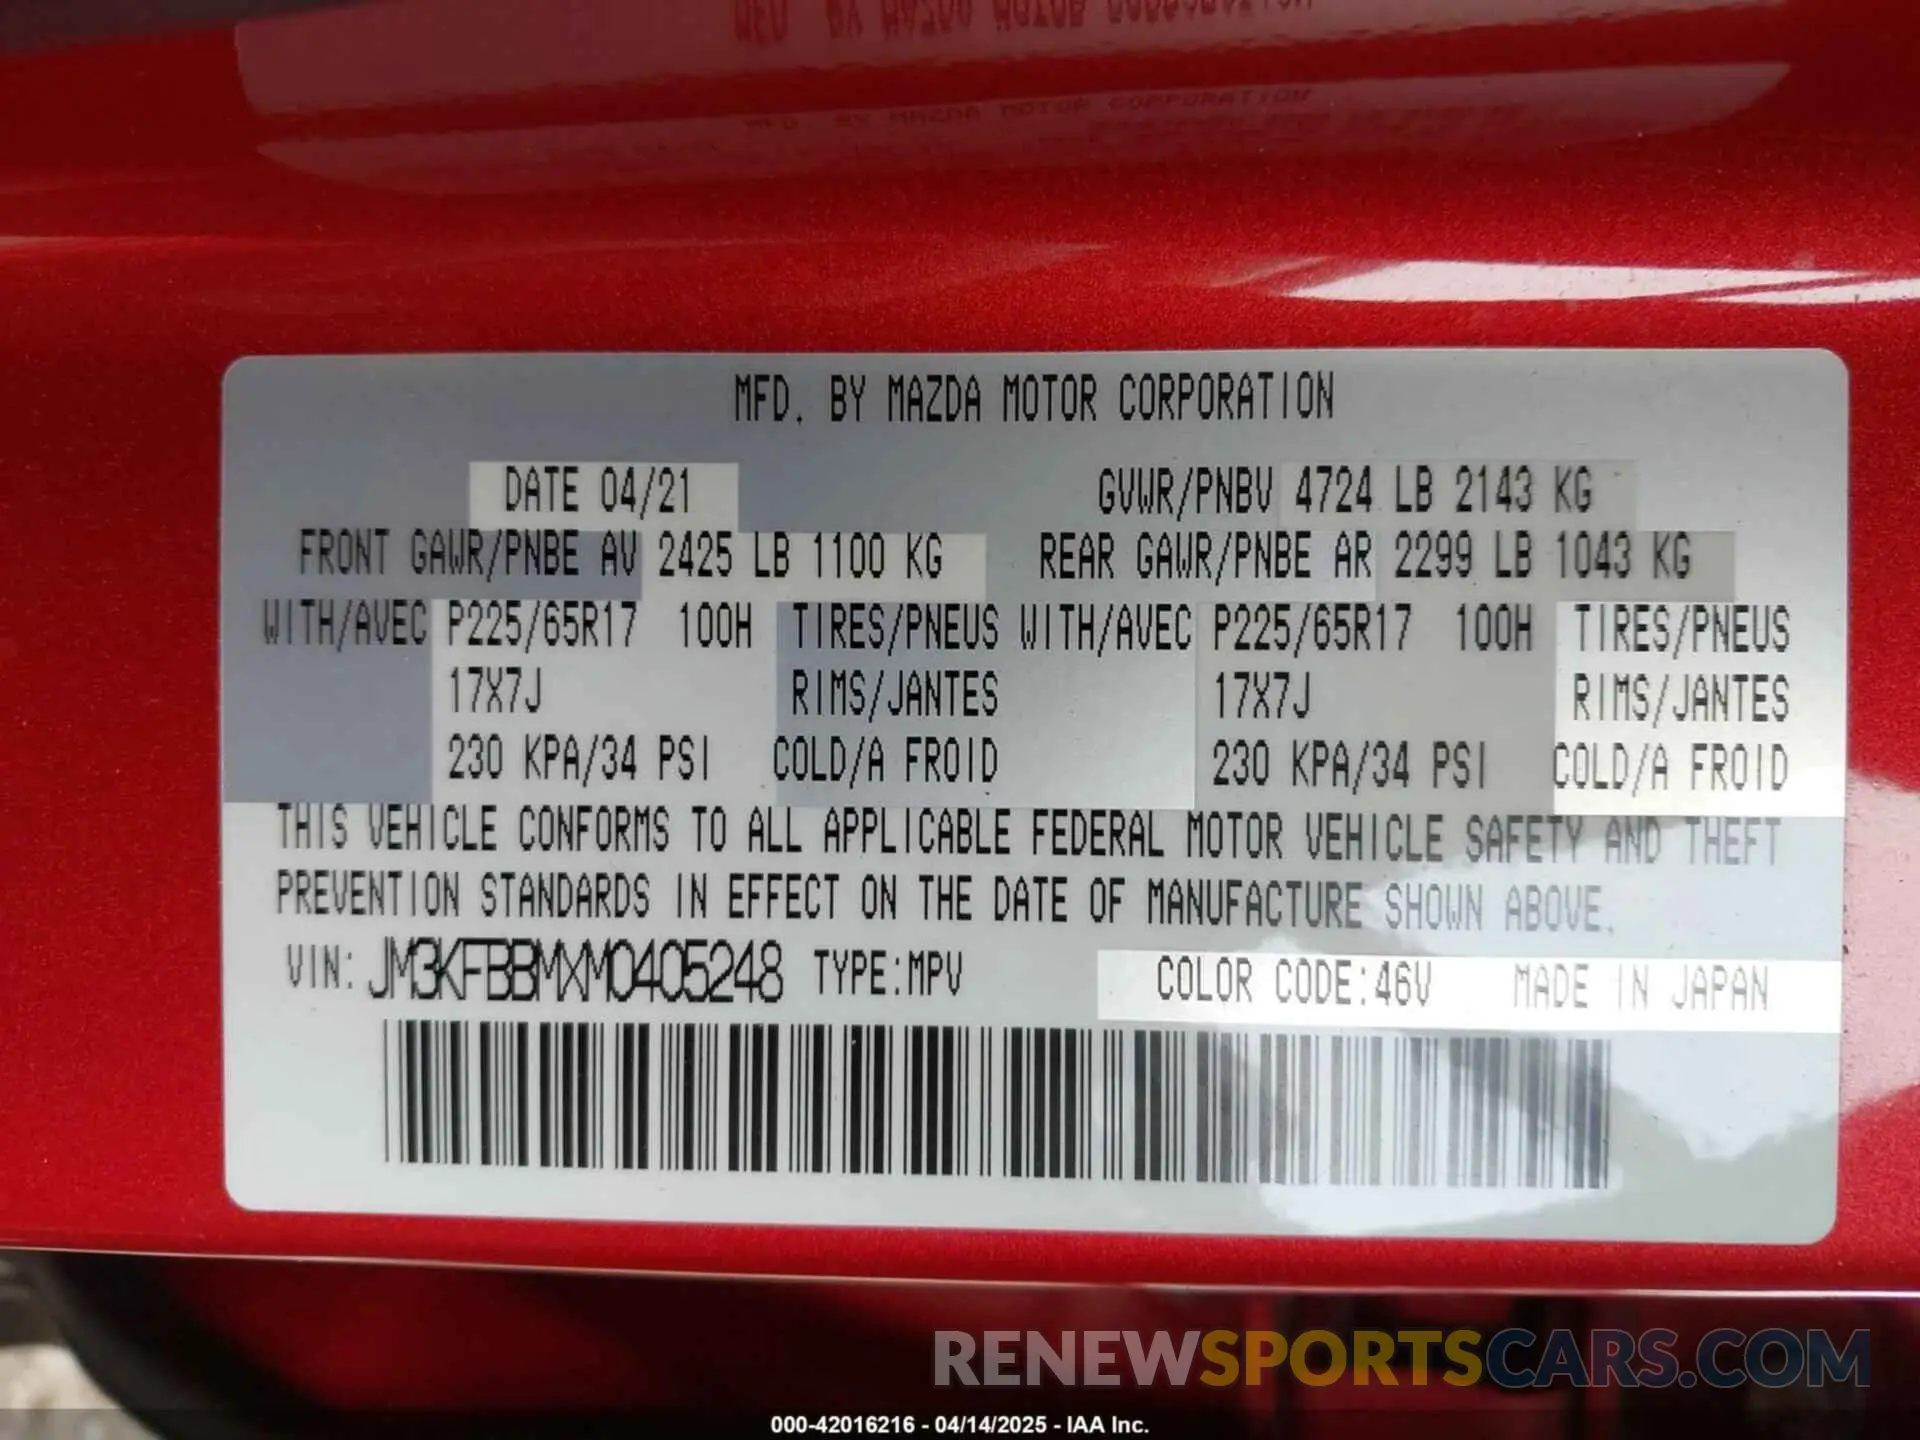 MFD. BY MAZDA MOTOR CORPORATION
DATE 04/21 GVWR/PNBV 4724 LB 2143 KG
FRONT GAWR/PNBE AV 2425 LB 1100 KG REAR GAWR/PNBE AR 2299 LB 1043 KG
WITH/AVEC P225/65R17 100H TIRES/PNEUS WITH/AVEC P225/65R17 100H TIRES/PNEUS
17X7J RIMS/JANTES 17X7J RIMS/JANTES
230 KPA/34 PSI COLD/A FROID 230 KPA/34 PSI COLD/A FROID
THIS VEHICLE CONFORMS TO ALL APPLICABLE FEDERAL MOTOR VEHICLE SAFETY AND THEFT
PREVENTION STANDARDS IN EFFECT ON THE DATE OF MANUFACTURE SHOWN ABOVE.
VIN: JM3KFBBMXM0405248 TYPE:MPV COLOR CODE:46V MADE IN JAPAN
RENEWSPORTSCARS.COM
000-42016216 - 04/14/2025 - IAA Inc.